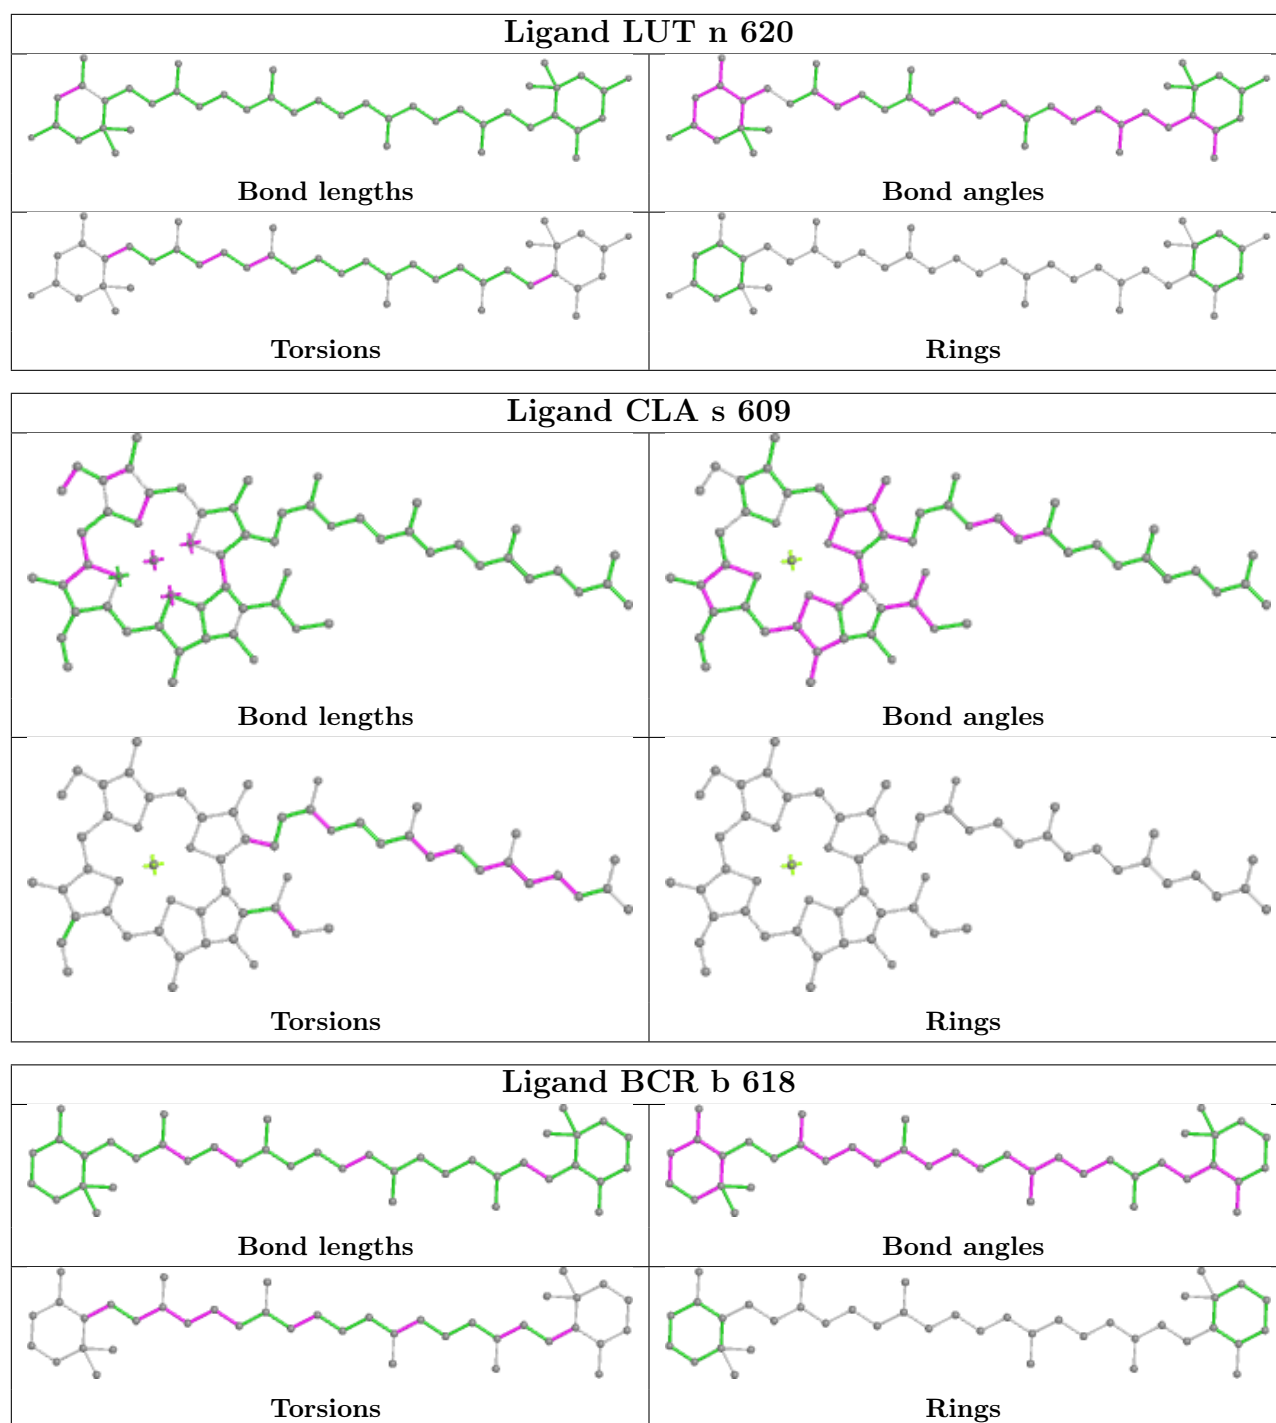 Ligand LUT n 620
Bond lengths
Bond angles
Torsions
Rings
Ligand CLA s 609
Bond lengths
Bond angles
Torsions
Rings
Ligand BCR b 618
Bond lengths
Bond angles
Torsions
Rings